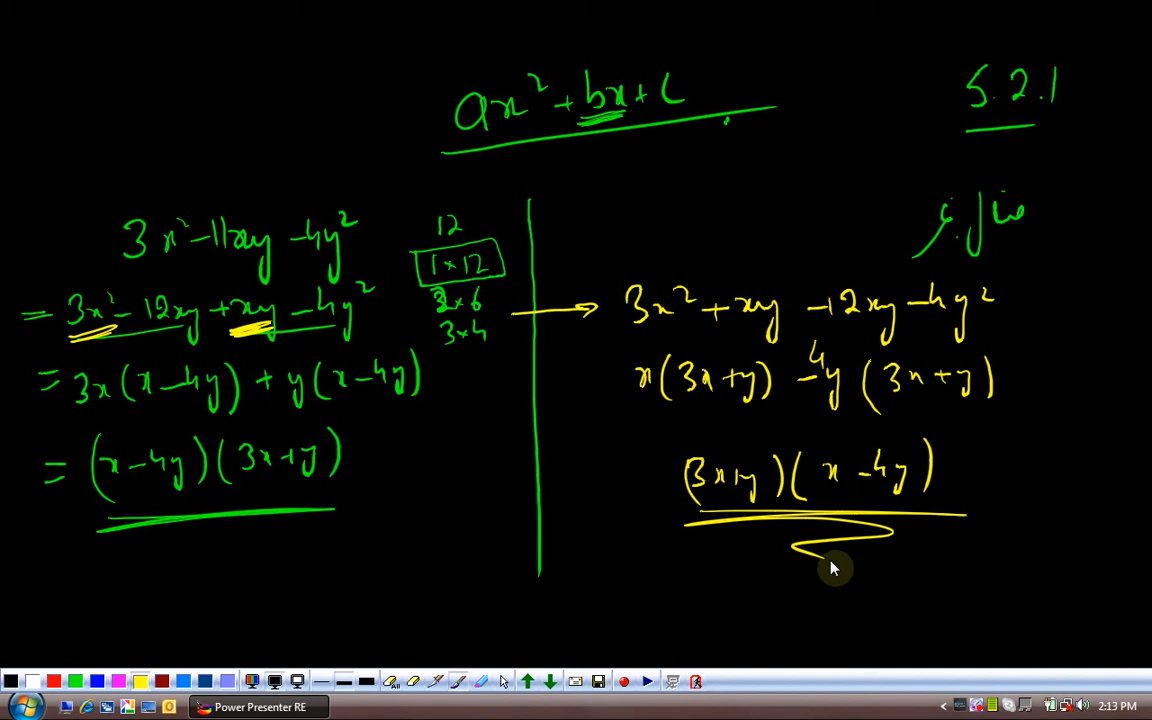 ax² + bx + c
5.2.1
3x² - 11xy - 4y²
12
1 × 12
2 × 6
3 × 4
= 3x² - 12xy + xy - 4y²
= 3x(x - 4y) + y(x - 4y)
= (x - 4y)(3x + y)
3x² + xy - 12xy - 4y²
x(3x + y) - 4y(3x + y)
(3x + y)(x - 4y)
All
Power Presenter RE
2:13 PM